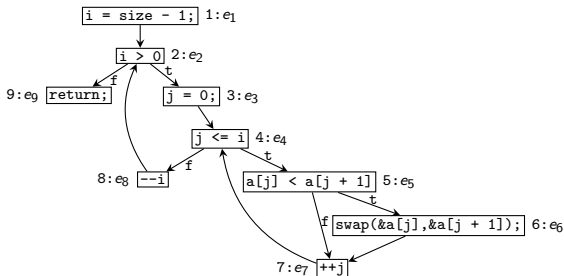 i = size - 1; 1:e1
i > 0 2:e2
f t
9:e9 return; j = 0; 3:e3
j <= i 4:e4
f t
8:e8 --i a[j] < a[j + 1] 5:e5
t
f swap(&a[j],&a[j + 1]); 6:e6
7:e7 ++j